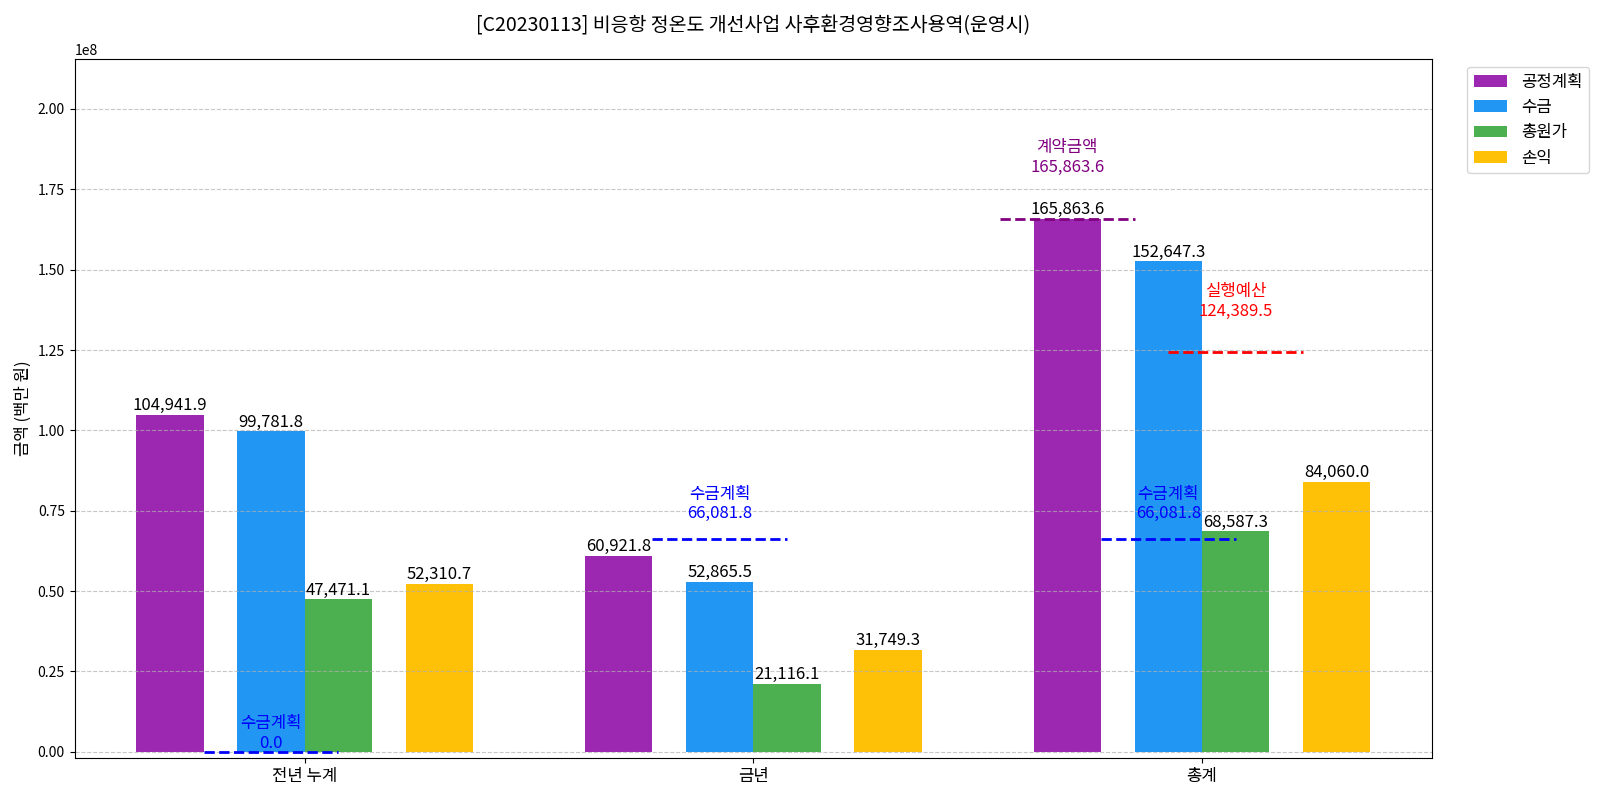 [C20230113] 비응항 정온도 개선사업 사후환경영향조사용역(운영시)
1e8
금액 (백만 원)
2.00
1.75
1.50
1.25
1.00
0.75
0.50
0.25
0.00
104,941.9
99,781.8
47,471.1
52,310.7
수금계획
0.0
60,921.8
수금계획
66,081.8
52,865.5
21,116.1
31,749.3
계약금액
165,863.6
165,863.6
152,647.3
실행예산
124,389.5
수금계획
66,081.8
68,587.3
84,060.0
전년 누계
금년
총계
공정계획
수금
총원가
손익